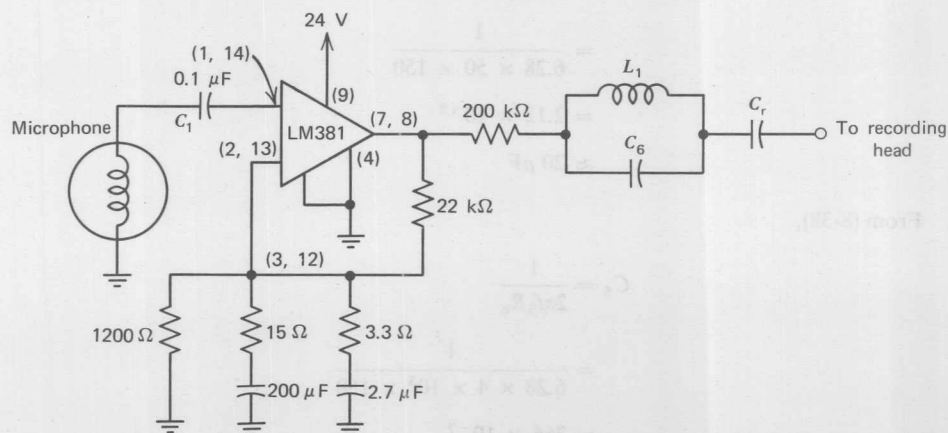 24 V
(1, 14)
0.1 μF
C₁
(9)
LM381
(7, 8)
200 kΩ
L₁
C₆
Cᵣ
To recording
head
Microphone
(2, 13)
(4)
22 kΩ
(3, 12)
1200 Ω
15 Ω
3.3 Ω
200 μF
2.7 μF